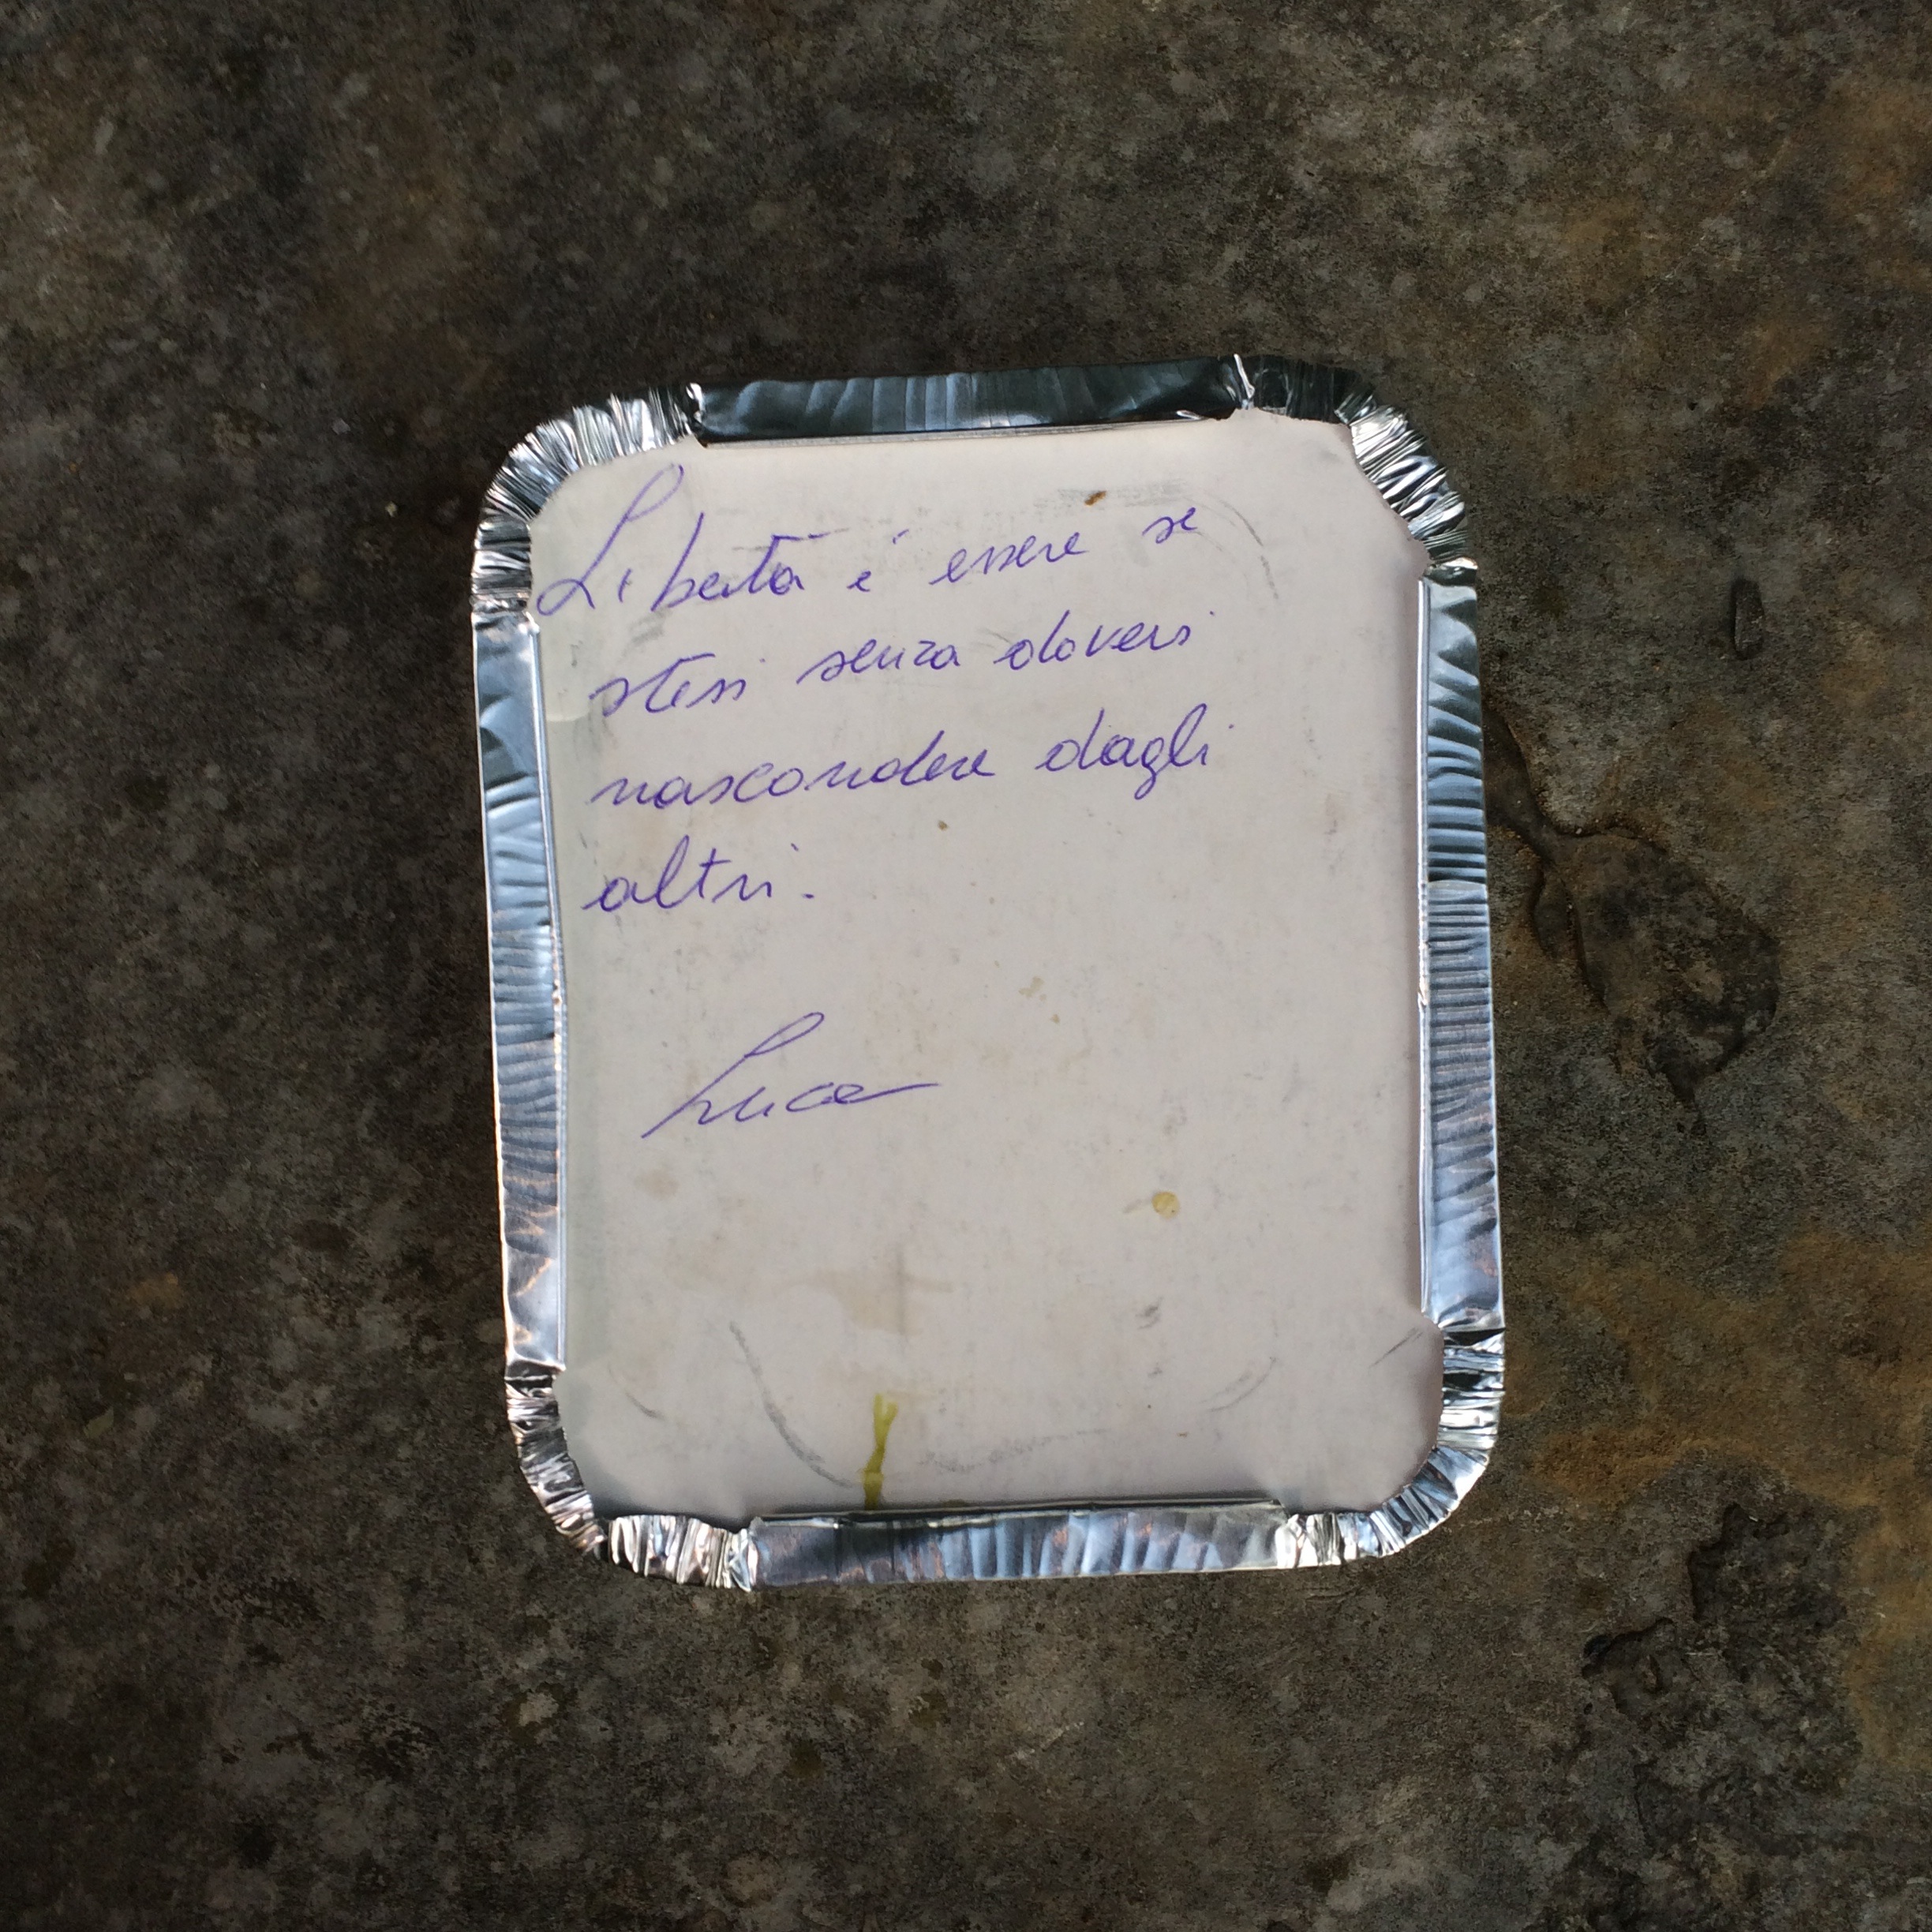 Libertà è essere se
stessi senza doversi
nascondere dagli
altri.
Luca